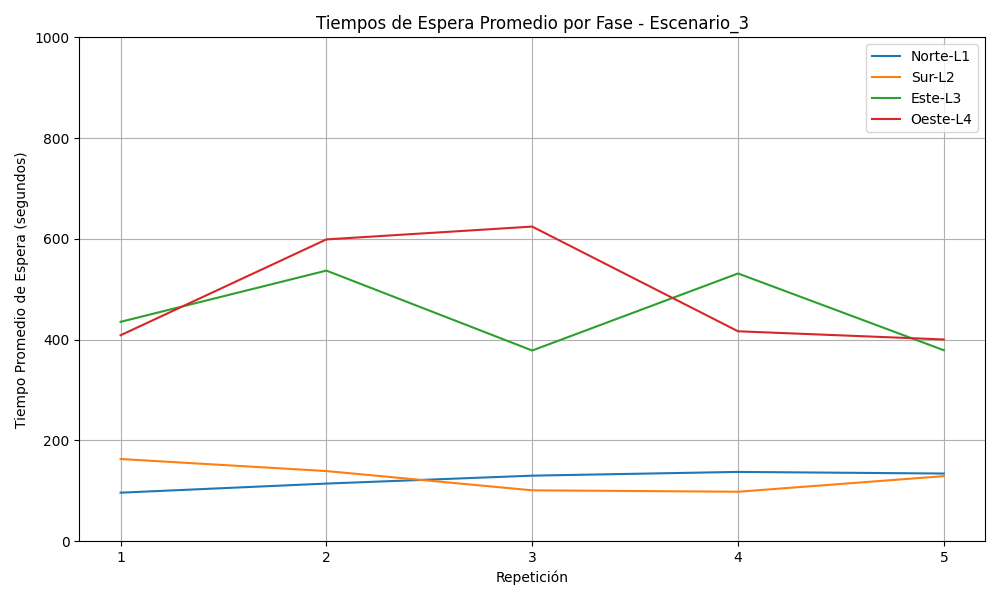 Tiempos de Espera Promedio por Fase - Escenario_3
Tiempo Promedio de Espera (segundos)
1000
800
600
400
200
0
1 2 3 4 5
Repetición
Norte-L1
Sur-L2
Este-L3
Oeste-L4